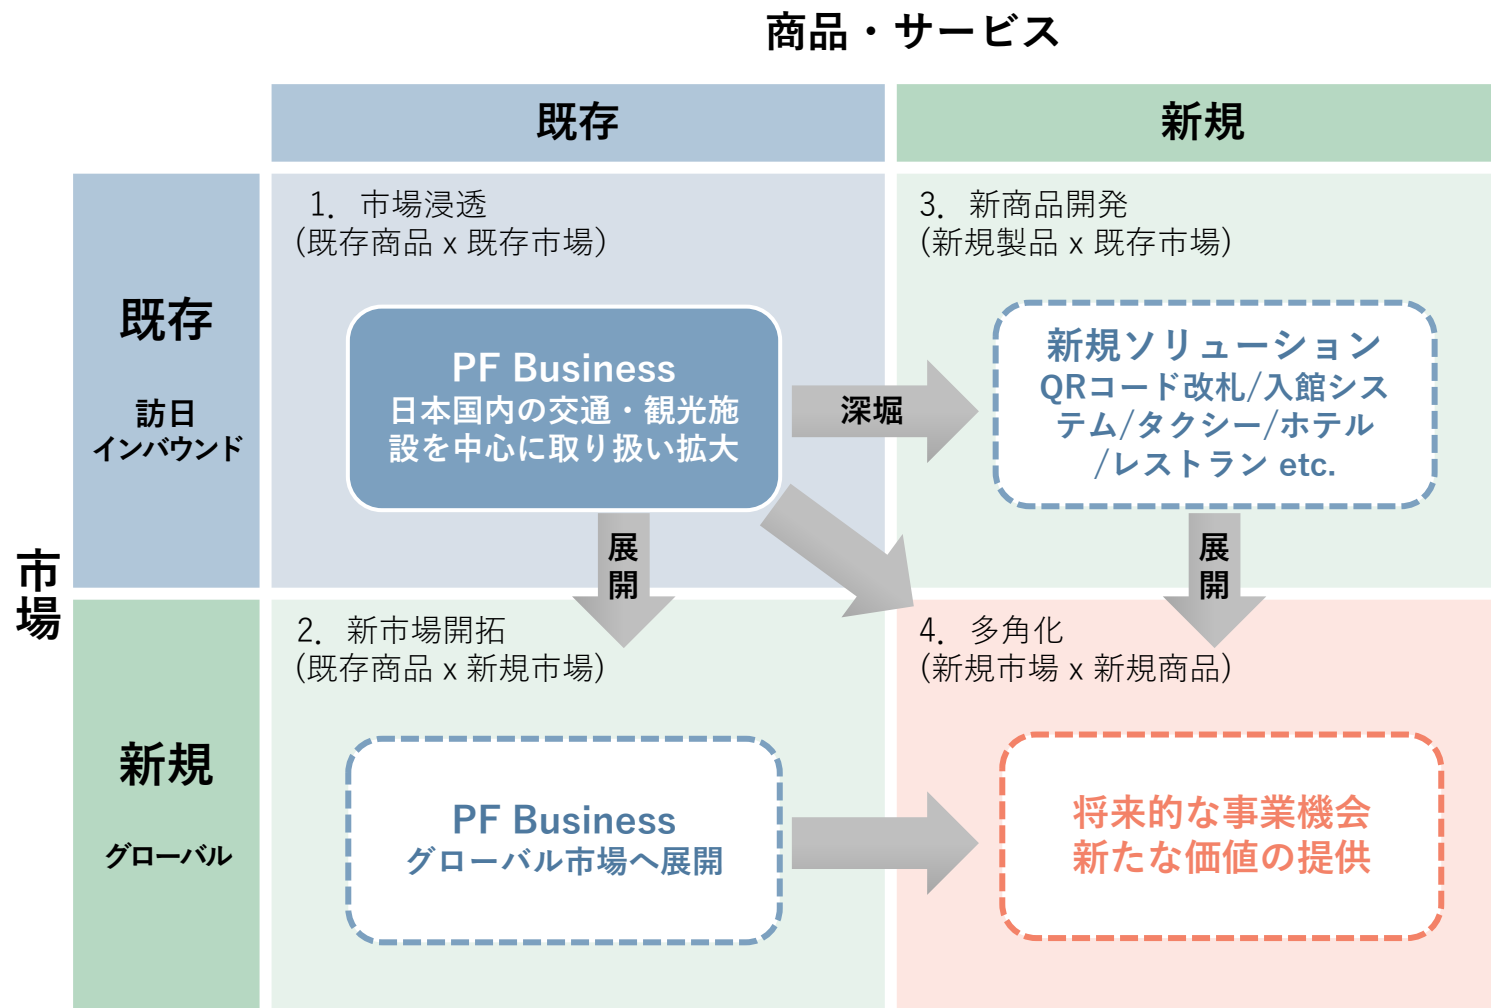 商品・サービス
既存
新規
市場
既存
訪日
インバウンド
1. 市場浸透
(既存商品 x 既存市場)
PF Business
日本国内の交通・観光施
設を中心に取り扱い拡大
深堀
3. 新商品開発
(新規製品 x 既存市場)
新規ソリューション
QRコード改札/入館シス
テム/タクシー/ホテル
/レストラン etc.
展開
展開
新規
グローバル
2. 新市場開拓
(既存商品 x 新規市場)
PF Business
グローバル市場へ展開
4. 多角化
(新規市場 x 新規商品)
将来的な事業機会
新たな価値の提供